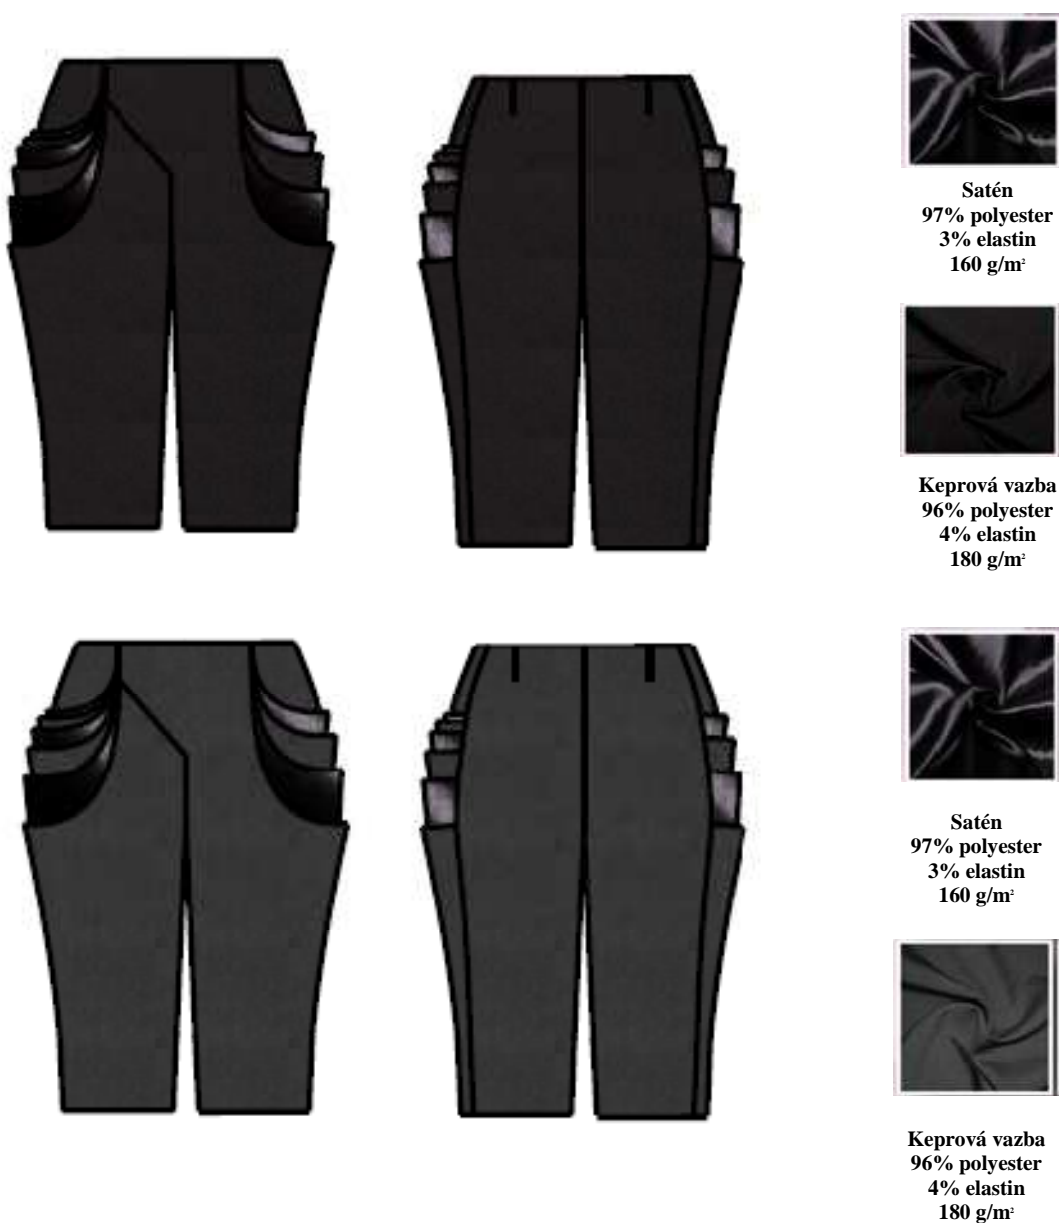 Satén
97% polyester
3% elastin
160 g/m²
Keprová vazba
96% polyester
4% elastin
180 g/m²
Satén
97% polyester
3% elastin
160 g/m²
Keprová vazba
96% polyester
4% elastin
180 g/m²